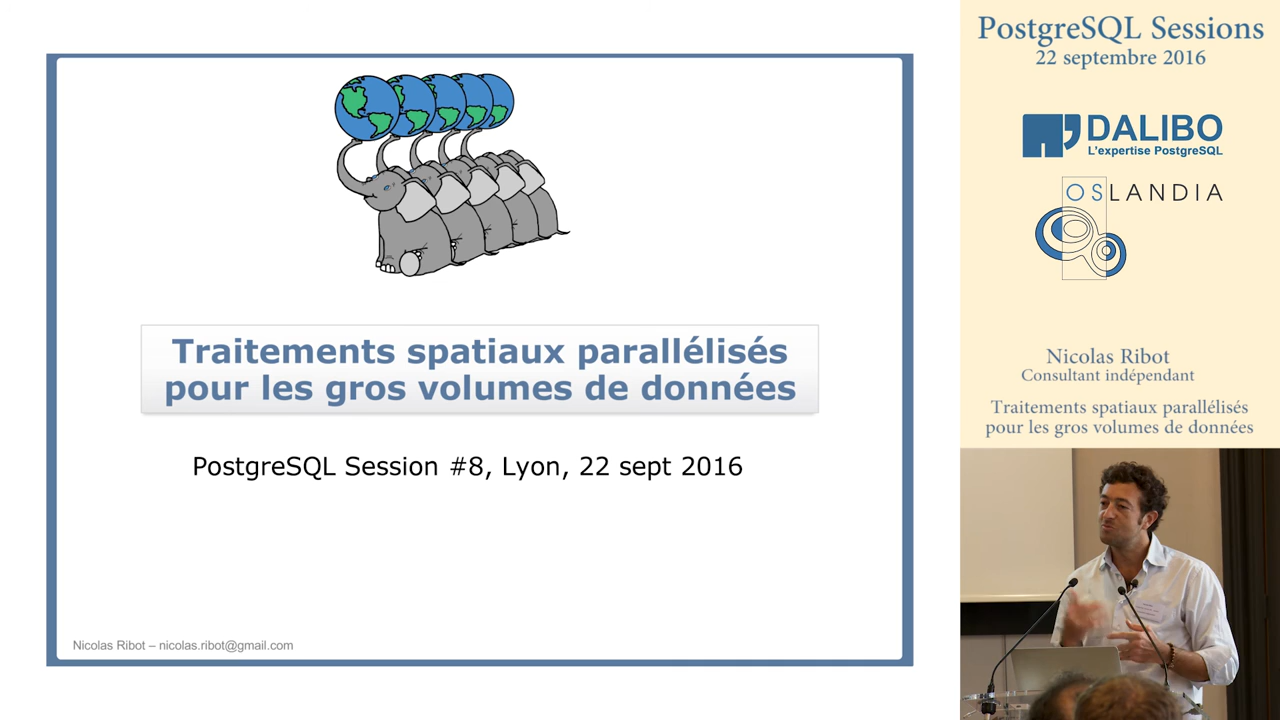 Traitements spatiaux parallélisés
pour les gros volumes de données
PostgreSQL Session #8, Lyon, 22 sept 2016
Nicolas Ribot – nicolas.ribot@gmail.com
PostgreSQL Sessions
22 septembre 2016
DALIBO
L'expertise PostgreSQL
OSLANDIA
Nicolas Ribot
Consultant indépendant
Traitements spatiaux parallélisés
pour les gros volumes de données